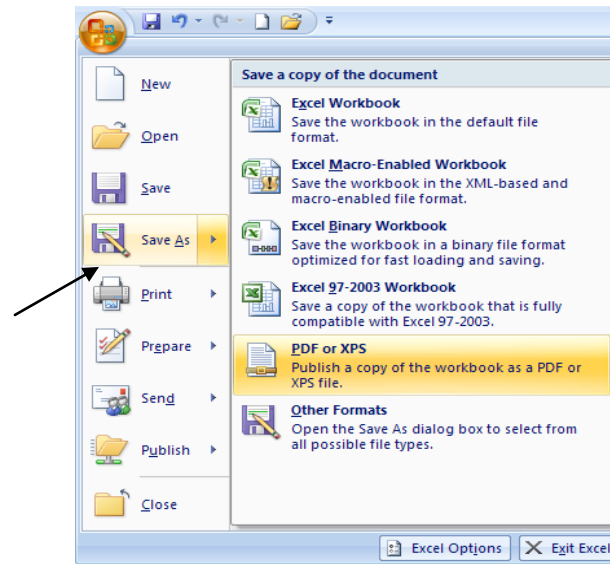 New
Open
Save
Save As
Print
Prepare
Send
Publish
Close
Save a copy of the document
Excel Workbook
Save the workbook in the default file
format.
Excel Macro-Enabled Workbook
Save the workbook in the XML-based and
macro-enabled file format.
Excel Binary Workbook
Save the workbook in a binary file format
optimized for fast loading and saving.
Excel 97-2003 Workbook
Save a copy of the workbook that is fully
compatible with Excel 97-2003.
PDF or XPS
Publish a copy of the workbook as a PDF or
XPS file.
Other Formats
Open the Save As dialog box to select from
all possible file types.
Excel Options
Exit Excel